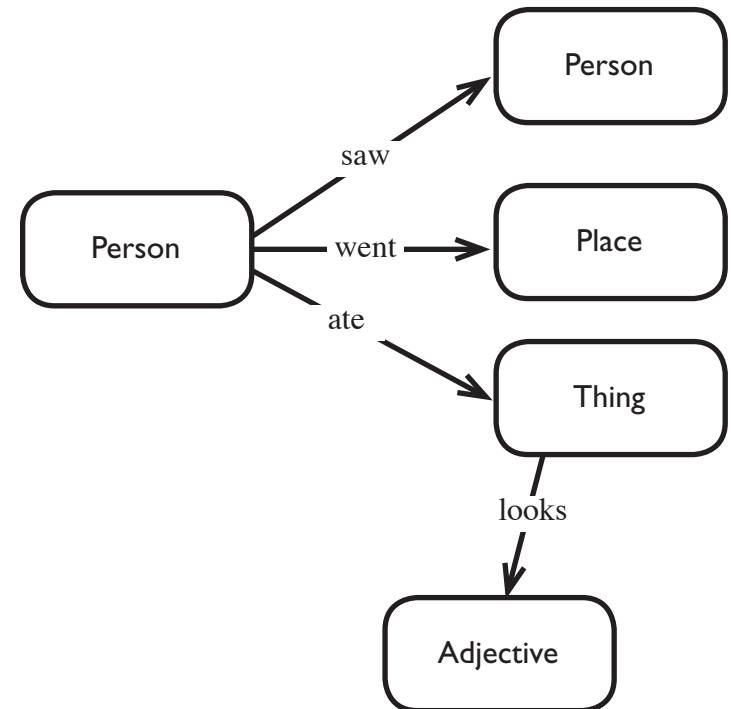 Person
saw
Person
went
Place
ate
Thing
looks
Adjective